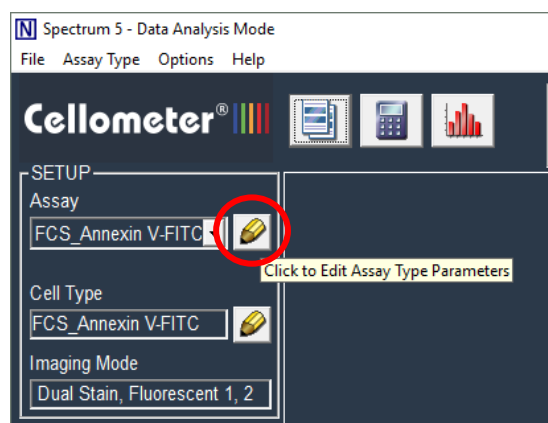 Spectrum 5 - Data Analysis Mode
File Assay Type Options Help
Cellometer®
SETUP
Assay
FCS_Annexin V-FITC
Click to Edit Assay Type Parameters
Cell Type
FCS_Annexin V-FITC
Imaging Mode
Dual Stain, Fluorescent 1, 2